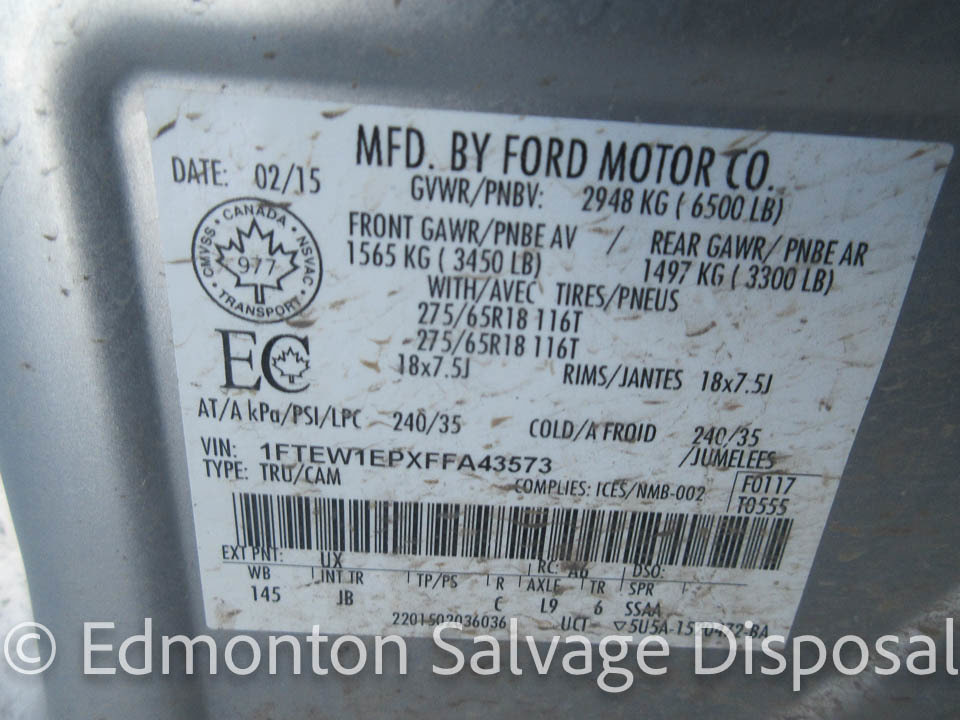 MFD. BY FORD MOTOR CO.
DATE: 02/15
GVWR/PNBV: 2948 KG ( 6500 LB)
FRONT GAWR/PNBE AV / REAR GAWR/ PNBE AR
1565 KG ( 3450 LB) 1497 KG ( 3300 LB)
WITH/AVEC TIRES/PNEUS
275/65R18 116T
275/65R18 116T
18x7.5J RIMS/JANTES 18x7.5J
CANADA
CMVSS NSVAC
977
TRANSPORT
EC
AT/A kPa/PSI/LPC 240/35 COLD/A FROID 240/35
VIN: 1FTEW1EPXFFA43573 /JUMELEES
TYPE: TRU/CAM COMPLIES: ICES/NMB-002 F0117
T0555
EXT PNT: UX RC: A6 DSO:
WB INT TR TP/PS R AXLE TR SPR
145 JB C L9 6 SSAA
2201502036036 UCT 5U5A-1520472-BA
© Edmonton Salvage Disposal